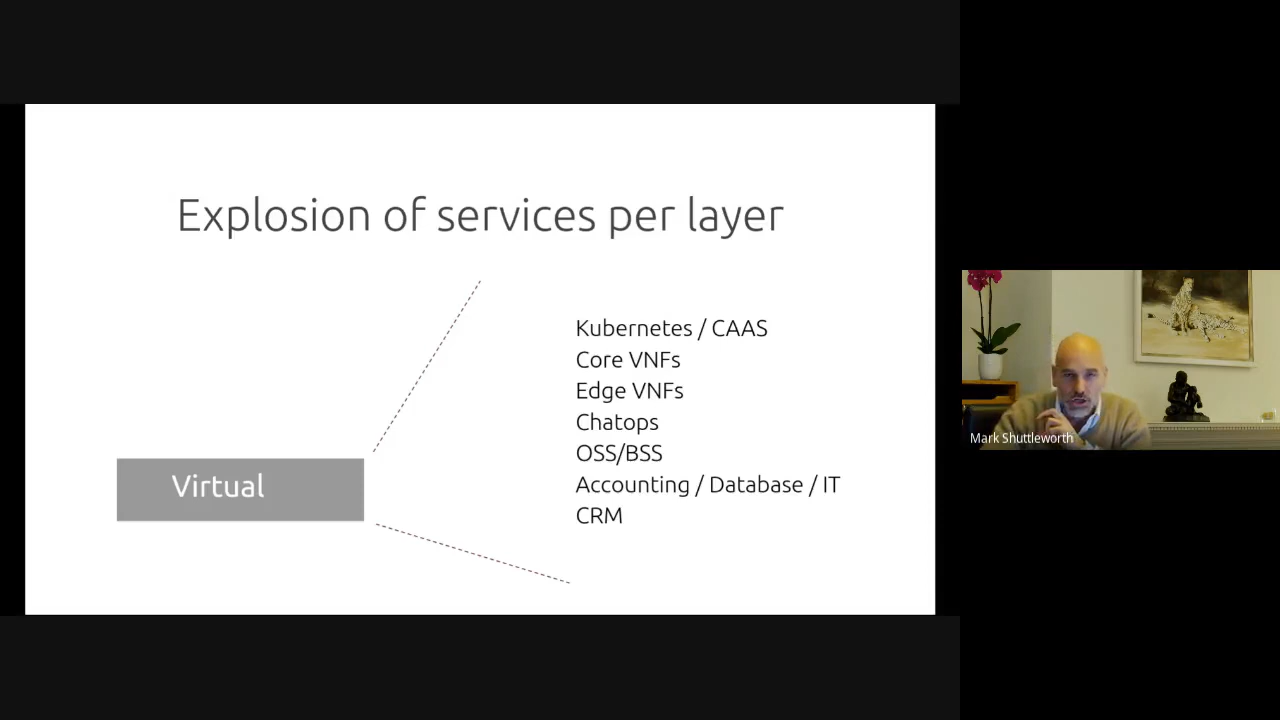 Explosion of services per layer
Kubernetes / CAAS
Core VNFs
Edge VNFs
Chatops
OSS/BSS
Accounting / Database / IT
CRM
Virtual
Mark Shuttleworth